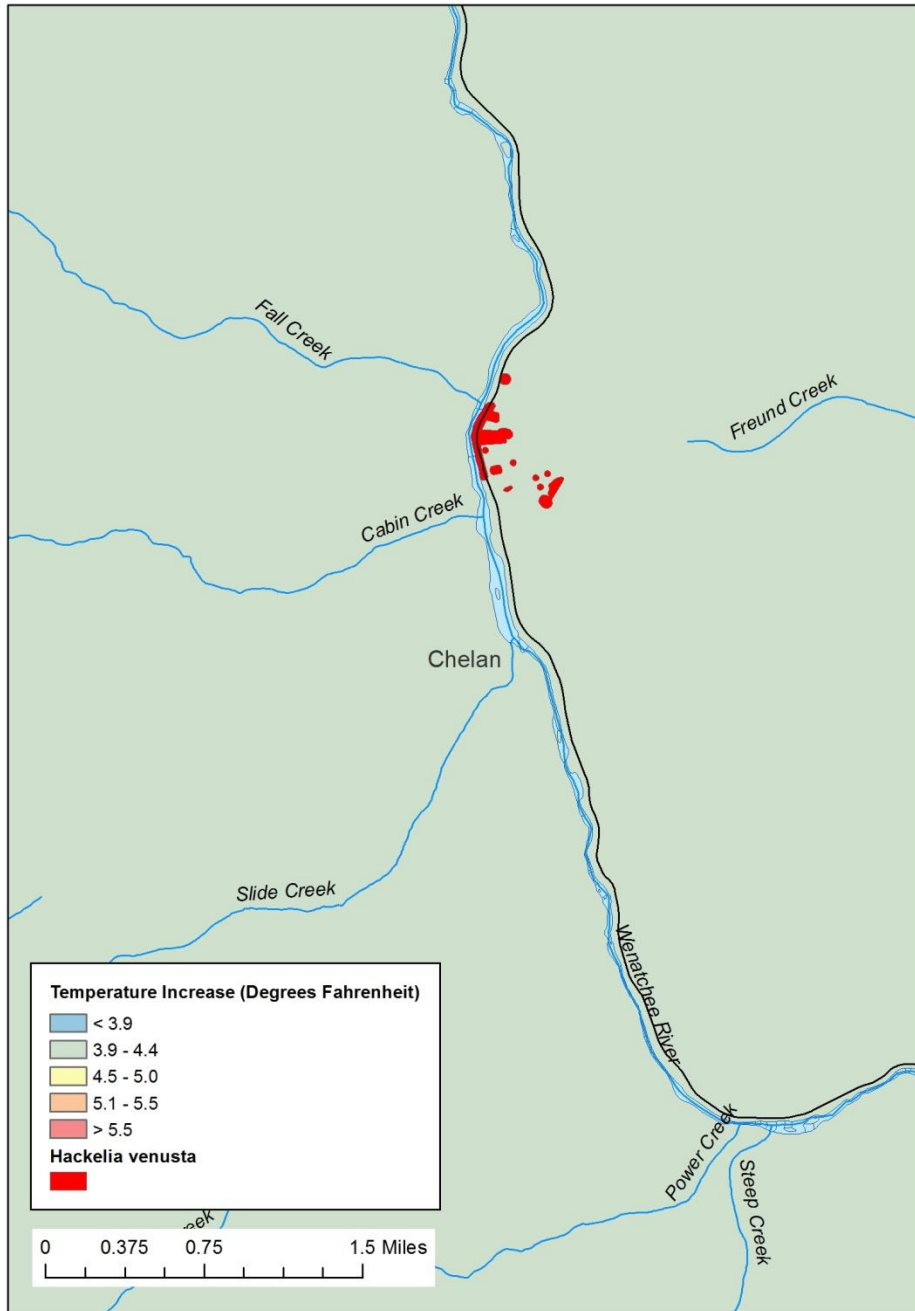 Fall Creek
Freund Creek
Cabin Creek
Chelan
Slide Creek
Wenatchee River
Power Creek
Steep Creek
Temperature Increase (Degrees Fahrenheit)
< 3.9
3.9 - 4.4
4.5 - 5.0
5.1 - 5.5
> 5.5
Hackelia venusta
0 0.375 0.75 1.5 Miles